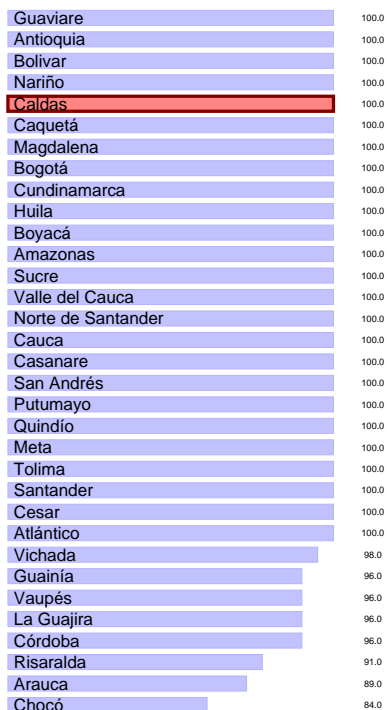 Guaviare 100.0
Antioquia 100.0
Bolivar 100.0
Nariño 100.0
Caldas 100.0
Caquetá 100.0
Magdalena 100.0
Bogotá 100.0
Cundinamarca 100.0
Huila 100.0
Boyacá 100.0
Amazonas 100.0
Sucre 100.0
Valle del Cauca 100.0
Norte de Santander 100.0
Cauca 100.0
Casanare 100.0
San Andrés 100.0
Putumayo 100.0
Quindío 100.0
Meta 100.0
Tolima 100.0
Santander 100.0
Cesar 100.0
Atlántico 100.0
Vichada 98.0
Guainía 96.0
Vaupés 96.0
La Guajira 96.0
Córdoba 96.0
Risaralda 91.0
Arauca 89.0
Chocó 84.0